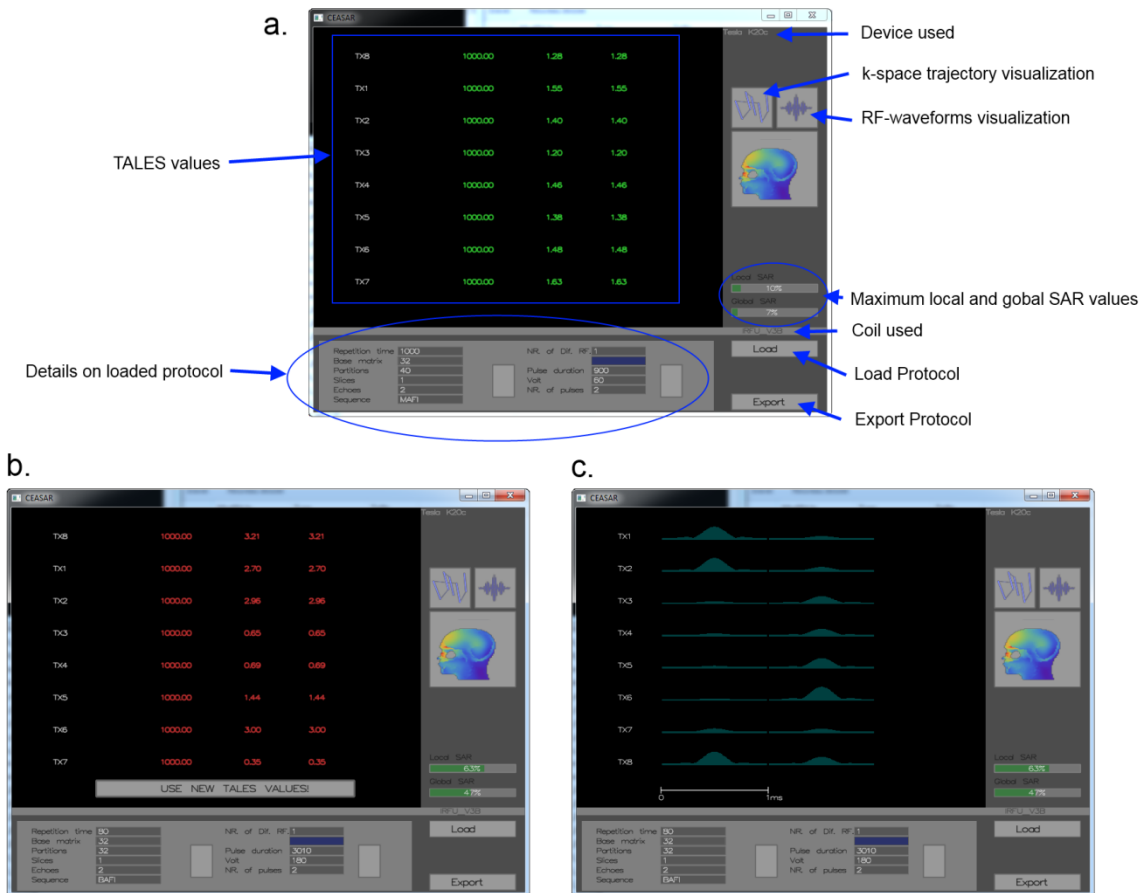 a.
CEASAR
Tesla K20c
Device used
k-space trajectory visualization
RF-waveforms visualization
TALES values
TX8 1000.00 1.28 1.28
TX1 1000.00 1.55 1.55
TX2 1000.00 1.40 1.40
TX3 1000.00 1.20 1.20
TX4 1000.00 1.46 1.46
TX5 1000.00 1.38 1.38
TX6 1000.00 1.48 1.48
TX7 1000.00 1.63 1.63
Local SAR
10%
Global SAR
7%
Maximum local and gobal SAR values
RFU_V3B
Coil used
Details on loaded protocol
Repetition time 1000
Base matrix 32
Partitions 40
Slices 1
Echoes 2
Sequence MAFI
NR. of Dif. RF. 1
Pulse duration 900
Volt 60
NR. of pulses 2
Load
Load Protocol
Export
Export Protocol
b.
CEASAR
Tesla K20c
TX8 1000.00 3.21 3.21
TX1 1000.00 2.70 2.70
TX2 1000.00 2.96 2.96
TX3 1000.00 0.65 0.65
TX4 1000.00 0.69 0.69
TX5 1000.00 1.44 1.44
TX6 1000.00 3.00 3.00
TX7 1000.00 0.35 0.35
USE NEW TALES VALUES!
Local SAR
63%
Global SAR
47%
RFU_V3B
Repetition time 80
Base matrix 32
Partitions 32
Slices 1
Echoes 2
Sequence BAFI
NR. of Dif. RF. 1
Pulse duration 3010
Volt 180
NR. of pulses 2
Load
Export
c.
CEASAR
Tesla K20c
TX1
TX2
TX3
TX4
TX5
TX6
TX7
TX8
0 1ms
Local SAR
63%
Global SAR
47%
RFU_V3B
Repetition time 80
Base matrix 32
Partitions 32
Slices 1
Echoes 2
Sequence BAFI
NR. of Dif. RF. 1
Pulse duration 3010
Volt 180
NR. of pulses 2
Load
Export